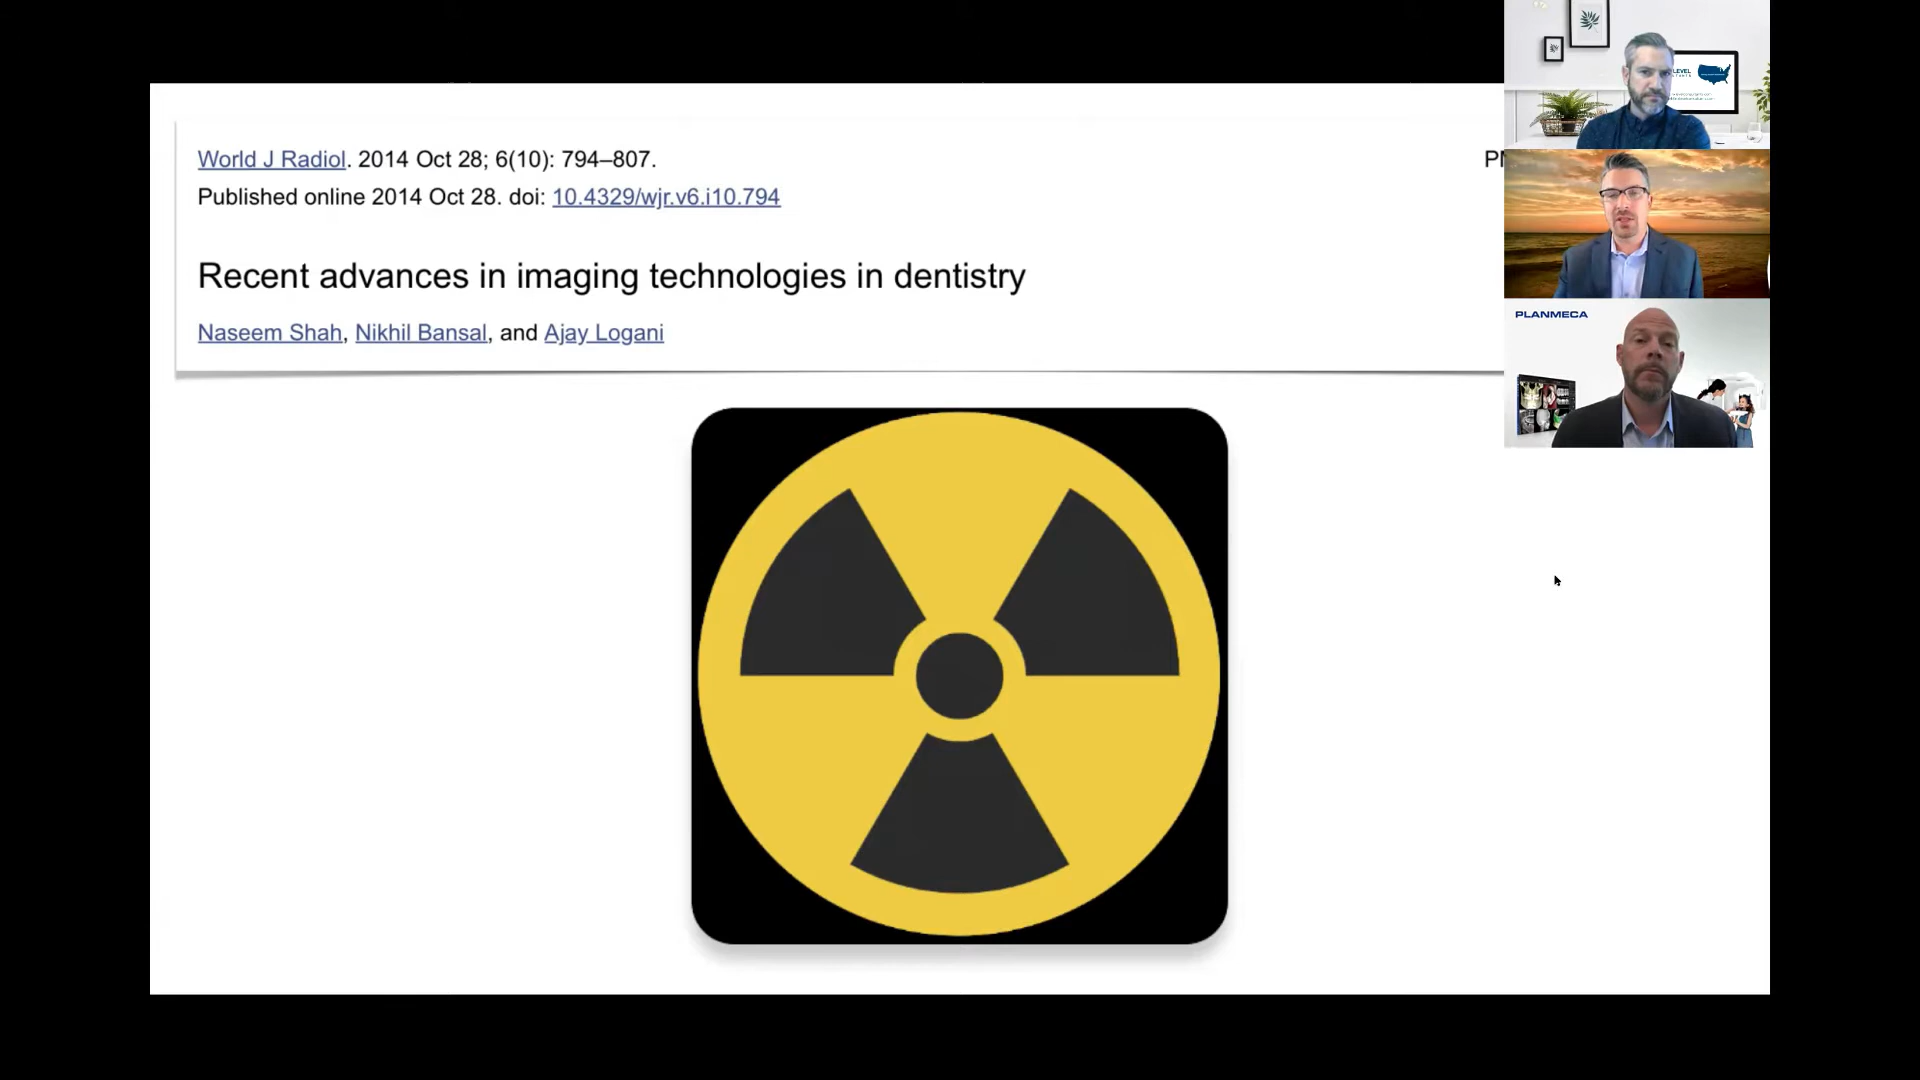 World J Radiol. 2014 Oct 28; 6(10): 794–807.
Published online 2014 Oct 28. doi: 10.4329/wjr.v6.i10.794
Recent advances in imaging technologies in dentistry
Naseem Shah, Nikhil Bansal, and Ajay Logani
LEVEL
PLANMECA